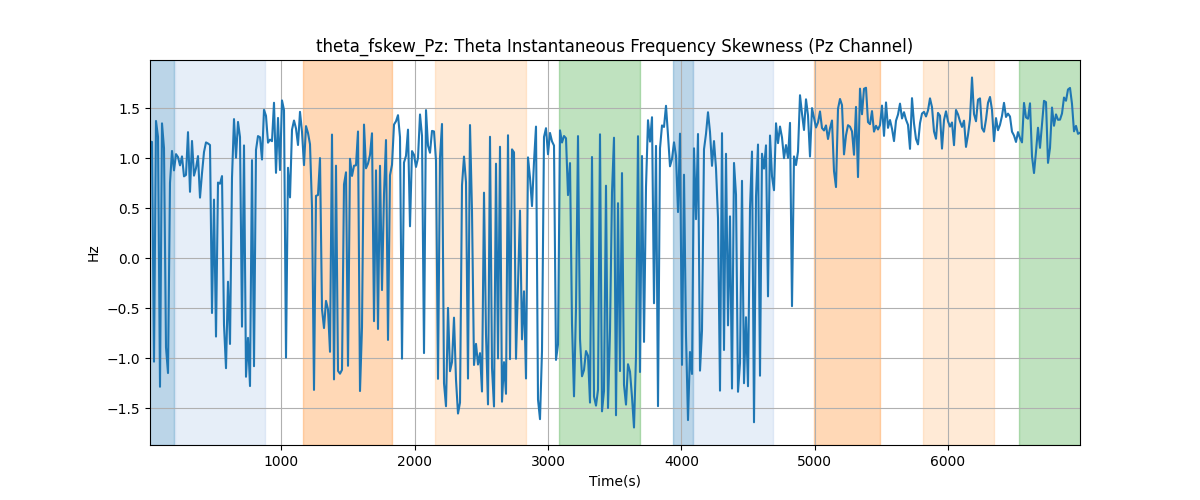 theta_fskew_Pz: Theta Instantaneous Frequency Skewness (Pz Channel)
Hz
1.5
1.0
0.5
0.0
−0.5
−1.0
−1.5
1000 2000 3000 4000 5000 6000
Time(s)